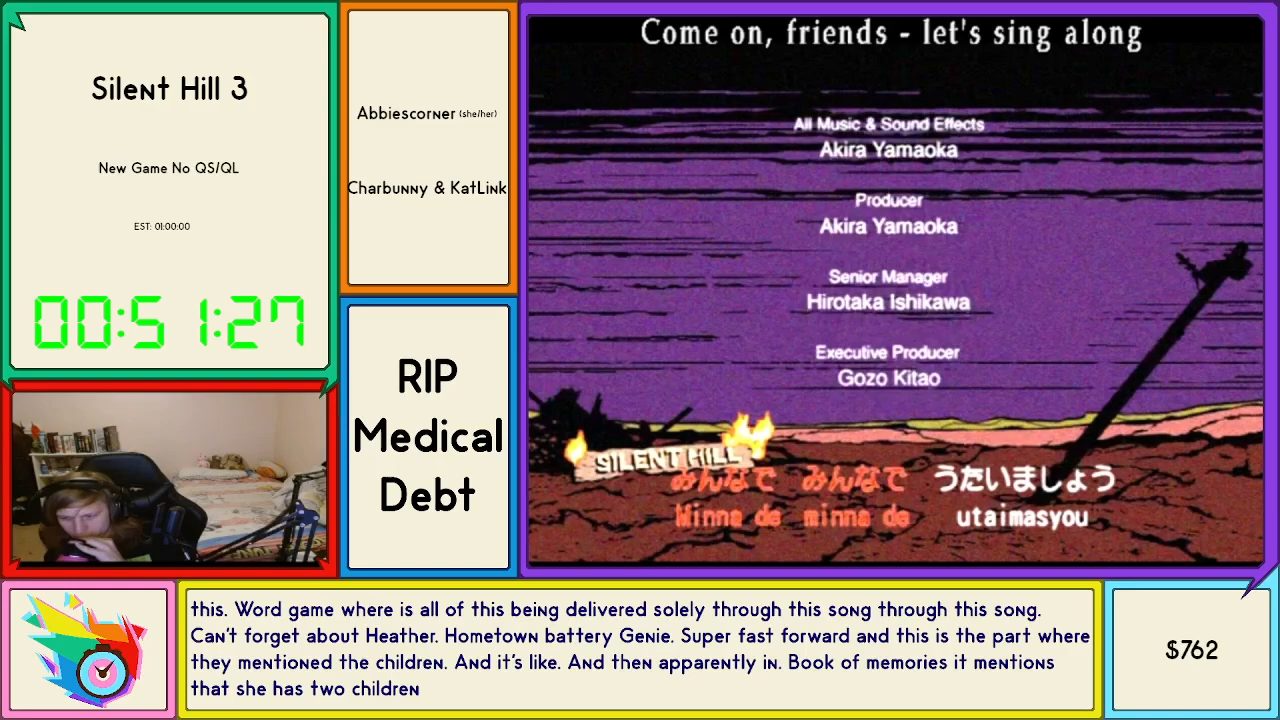 Silent Hill 3
New Game No QS/QL
EST: 01:00:00
00:51:27
Abbiescorner (she/her)
Charbunny & KatLink
RIP
Medical
Debt
Come on, friends - let's sing along
All Music & Sound Effects
Akira Yamaoka
Producer
Akira Yamaoka
Senior Manager
Hirotaka Ishikawa
Executive Producer
Gozo Kitao
SILENT HILL
みんなで みんなで うたいましょう
Minna de minna de utaimasyou
this. Word game where is all of this being delivered solely through this song through this song.
Can't forget about Heather. Hometown battery Genie. Super fast forward and this is the part where
they mentioned the children. And it's like. And then apparently in. Book of memories it mentions
that she has two children
$762